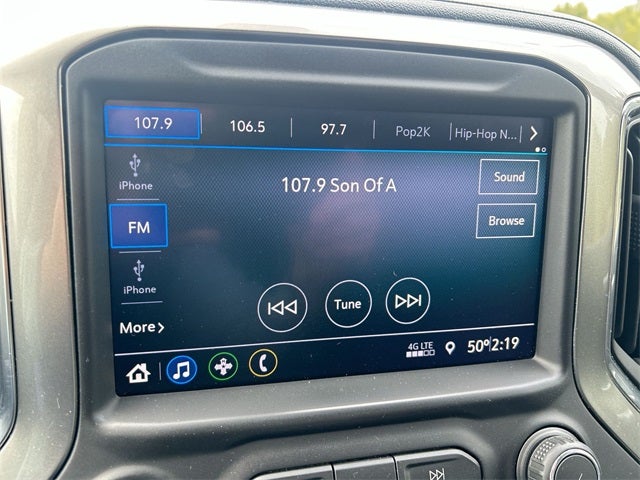 107.9 106.5 97.7 Pop2K Hip-Hop N...
iPhone
107.9 Son Of A
Sound
FM
Browse
iPhone
Tune
More
4G LTE
50° 2:19